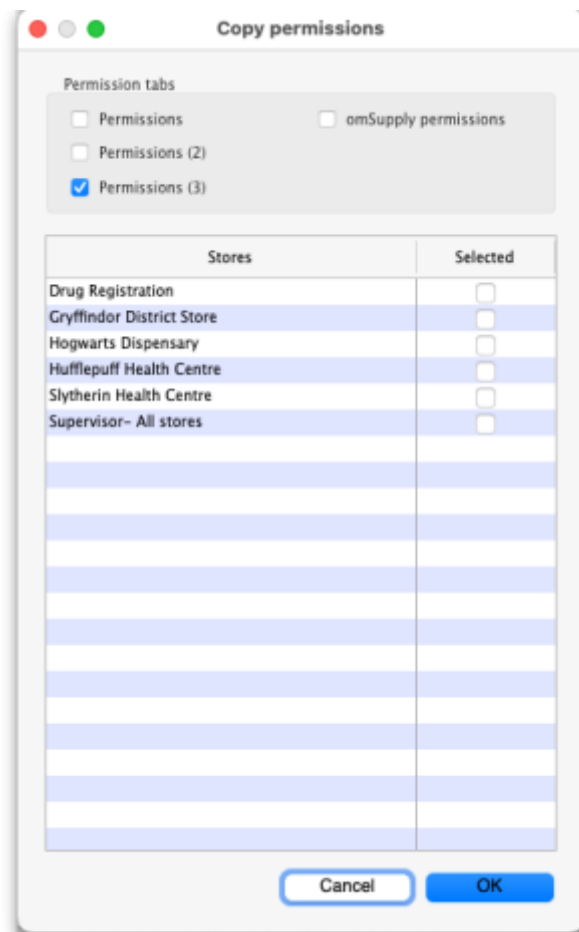 Copy permissions
Permission tabs
Permissions omSupply permissions
Permissions (2)
Permissions (3)
Stores Selected
Drug Registration
Gryffindor District Store
Hogwarts Dispensary
Hufflepuff Health Centre
Slytherin Health Centre
Supervisor- All stores
Cancel OK